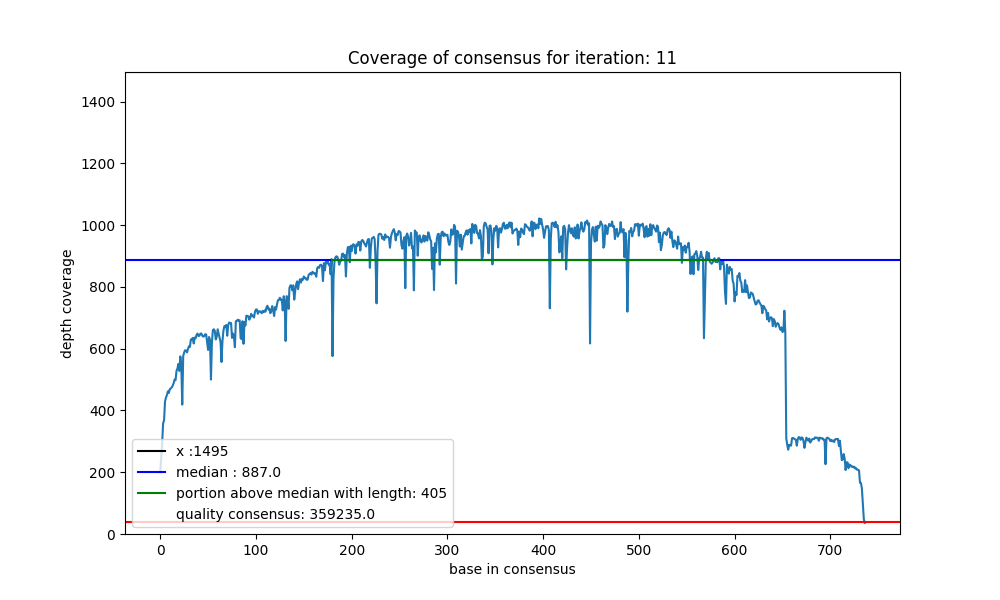 Coverage of consensus for iteration: 11
1400
1200
1000
800
600
400
200
0
depth coverage
x :1495
median : 887.0
portion above median with length: 405
quality consensus: 359235.0
0 100 200 300 400 500 600 700
base in consensus